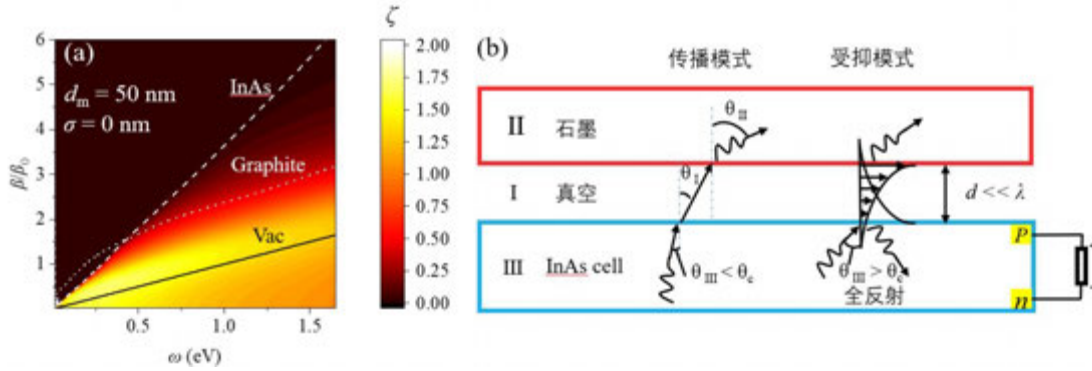 (a)
d_m = 50 nm
σ = 0 nm
InAs
Graphite
Vac
β/β₀
6
5
4
3
2
1
0.5
1.0
1.5
ω (eV)
ζ
2.00
1.75
1.50
1.25
1.00
0.75
0.50
0.25
0.00
(b)
传播模式
受抑模式
θ_II
II 石墨
θ_I
I 真空
d << λ
III InAs cell
θ_III < θ_c
θ_III > θ_c
全反射
P
n